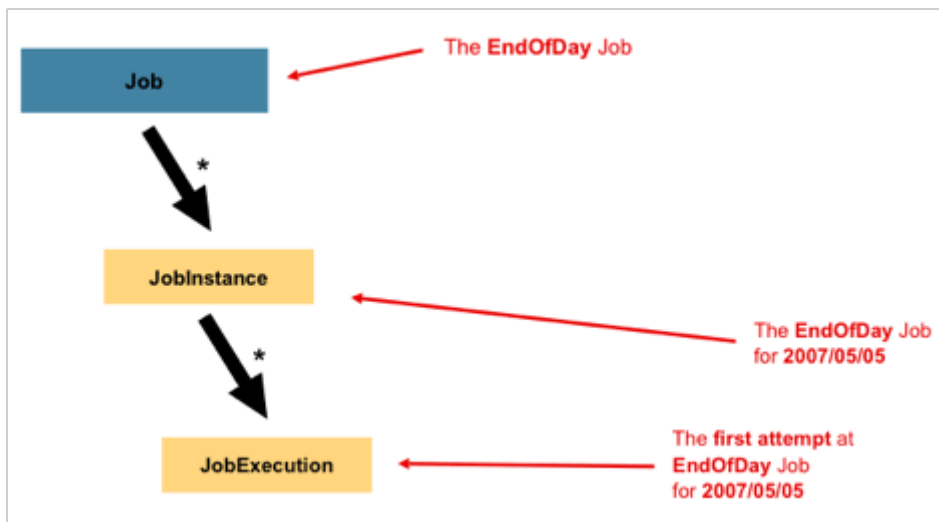 The EndOfDay Job
Job
*
JobInstance
*
The EndOfDay Job
for 2007/05/05
The first attempt at
EndOfDay Job
for 2007/05/05
JobExecution